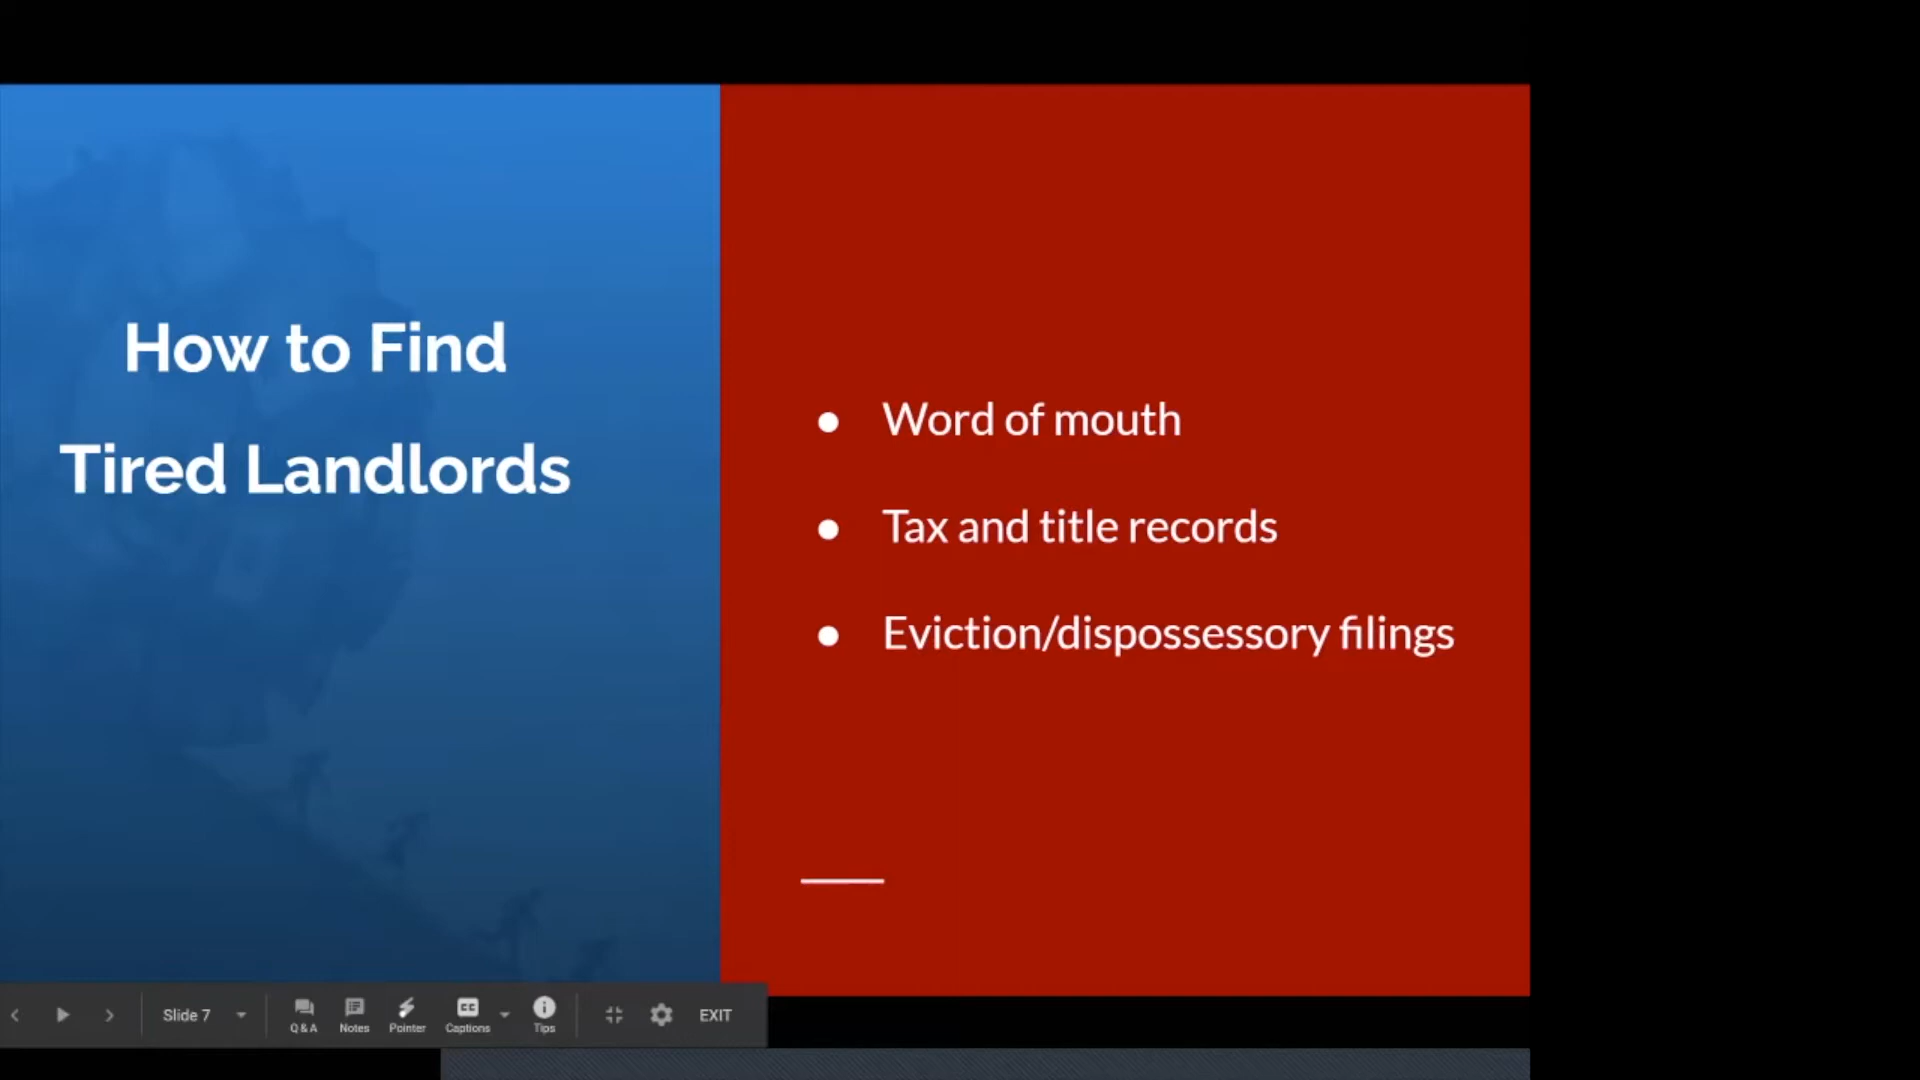 How to Find
Tired Landlords
● Word of mouth
● Tax and title records
● Eviction/dispossessory filings
Slide 7
Q & A
Notes
Pointer
CC
Captions
Tips
EXIT